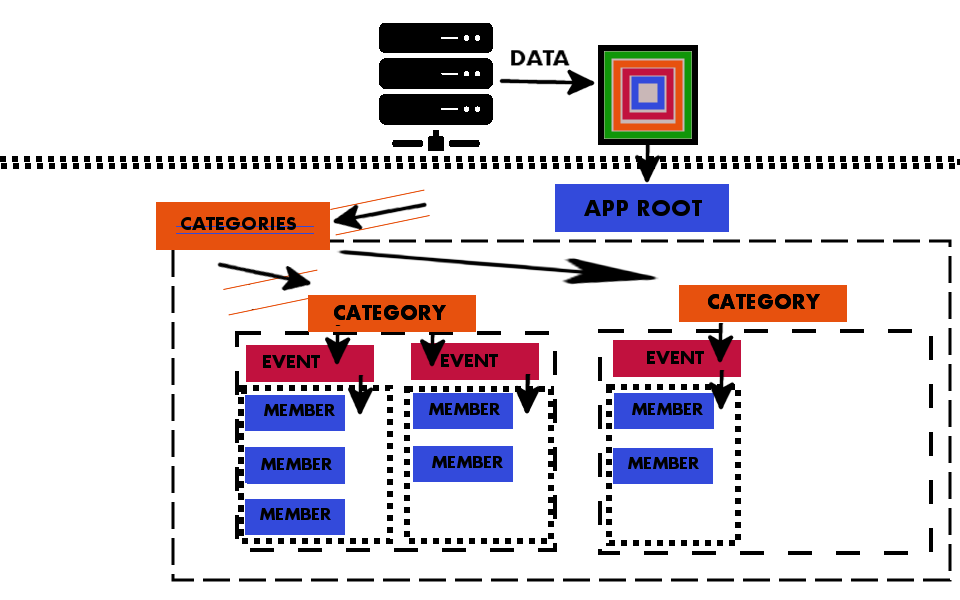 DATA
APP ROOT
CATEGORIES
CATEGORY
CATEGORY
EVENT
EVENT
EVENT
MEMBER
MEMBER
MEMBER
MEMBER
MEMBER
MEMBER
MEMBER